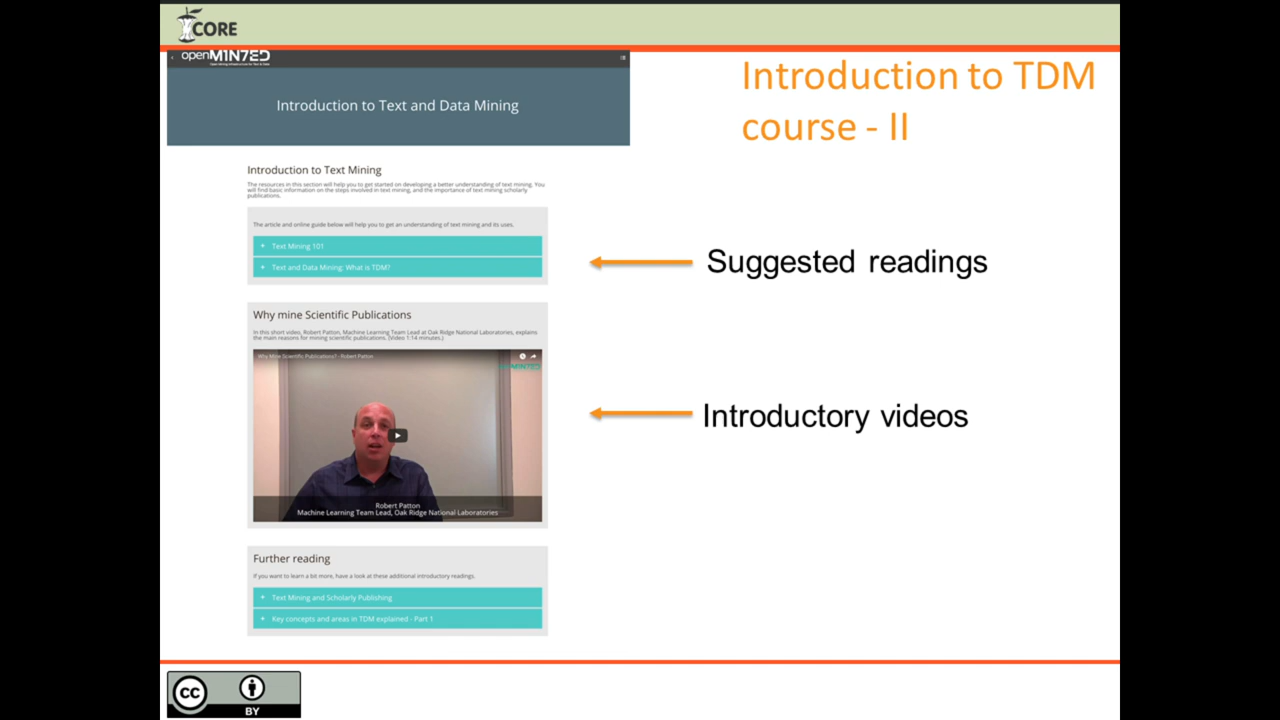 CORE
openMINTED
Open Mining Infrastructure for Text & Data
Introduction to Text and Data Mining
Introduction to TDM
course - II
Introduction to Text Mining
The resources in this section will help you to get started on developing a better understanding of text mining. You
will find basic information on the steps involved in text mining, and the importance of text mining scholarly
publications.
The article and online guide below will help you to get an understanding of text mining and its uses.
+ Text Mining 101
+ Text and Data Mining: What is TDM?
Suggested readings
Why mine Scientific Publications
In this short video, Robert Patton, Machine Learning Team Lead at Oak Ridge National Laboratories, explains
the main reasons for mining scientific publications. (Video 1:14 minutes.)
Why Mine Scientific Publications? - Robert Patton
OPENMIN7ED
Introductory videos
Robert Patton
Machine Learning Team Lead, Oak Ridge National Laboratories
Further reading
If you want to learn a bit more, have a look at these additional introductory readings.
+ Text Mining and Scholarly Publishing
+ Key concepts and areas in TDM explained - Part 1
cc
BY